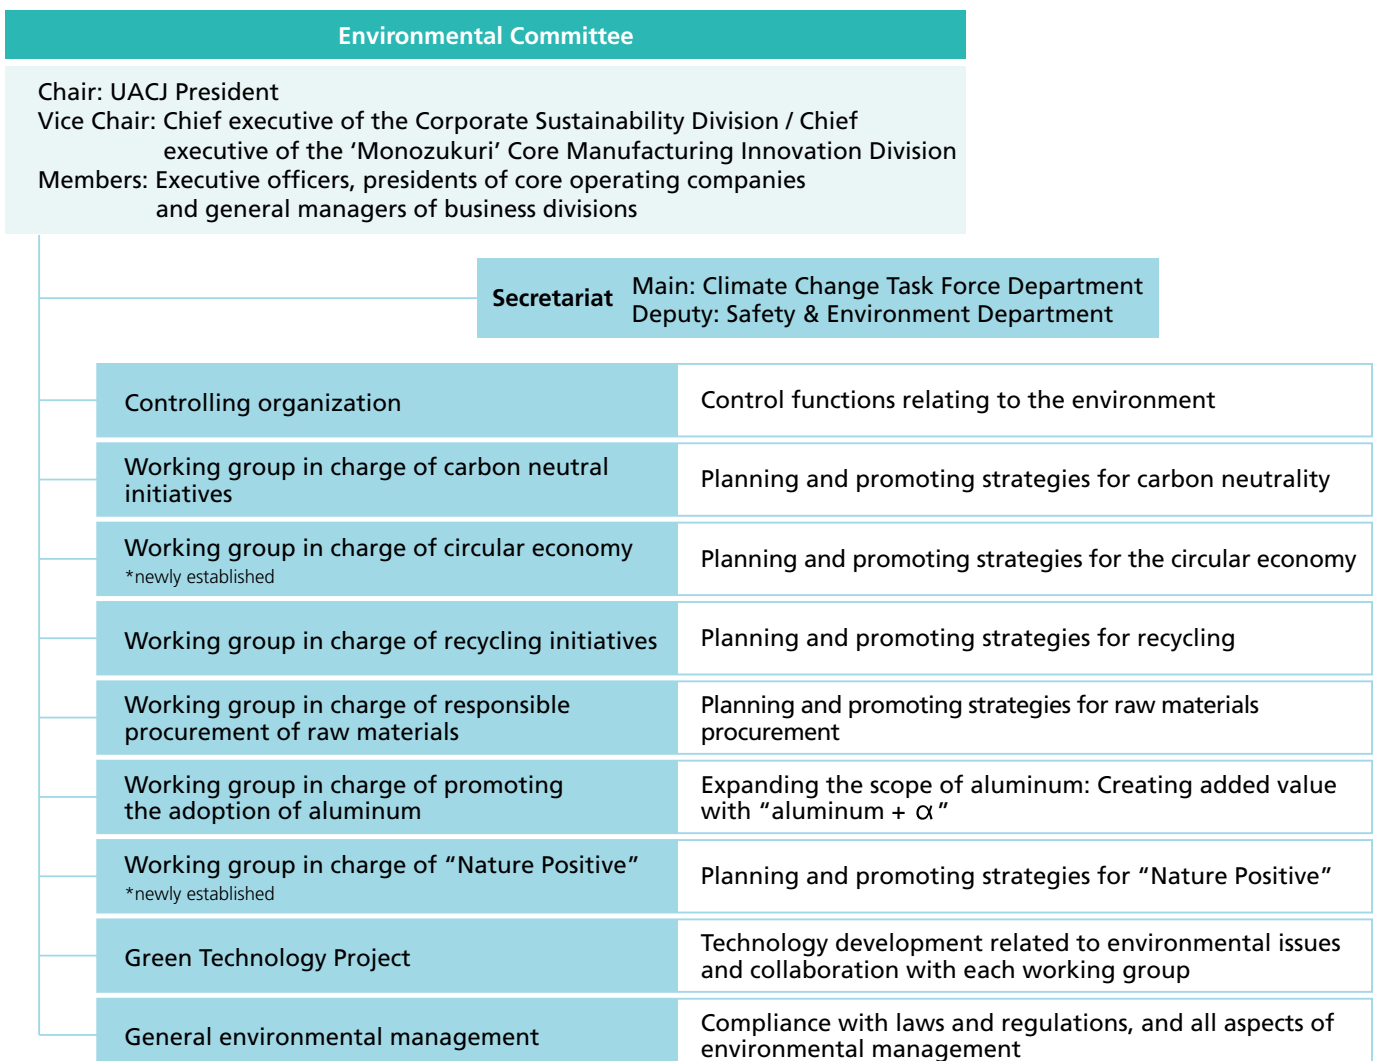 Environmental Committee
Chair: UACJ President
Vice Chair: Chief executive of the Corporate Sustainability Division / Chief
executive of the ‘Monozukuri’ Core Manufacturing Innovation Division
Members: Executive officers, presidents of core operating companies
and general managers of business divisions
Secretariat
Main: Climate Change Task Force Department
Deputy: Safety & Environment Department
Controlling organization
Control functions relating to the environment
Working group in charge of carbon neutral
initiatives
Planning and promoting strategies for carbon neutrality
Working group in charge of circular economy
*newly established
Planning and promoting strategies for the circular economy
Working group in charge of recycling initiatives
Planning and promoting strategies for recycling
Working group in charge of responsible
procurement of raw materials
Planning and promoting strategies for raw materials
procurement
Working group in charge of promoting
the adoption of aluminum
Expanding the scope of aluminum: Creating added value
with “aluminum + α”
Working group in charge of “Nature Positive”
*newly established
Planning and promoting strategies for “Nature Positive”
Green Technology Project
Technology development related to environmental issues
and collaboration with each working group
General environmental management
Compliance with laws and regulations, and all aspects of
environmental management